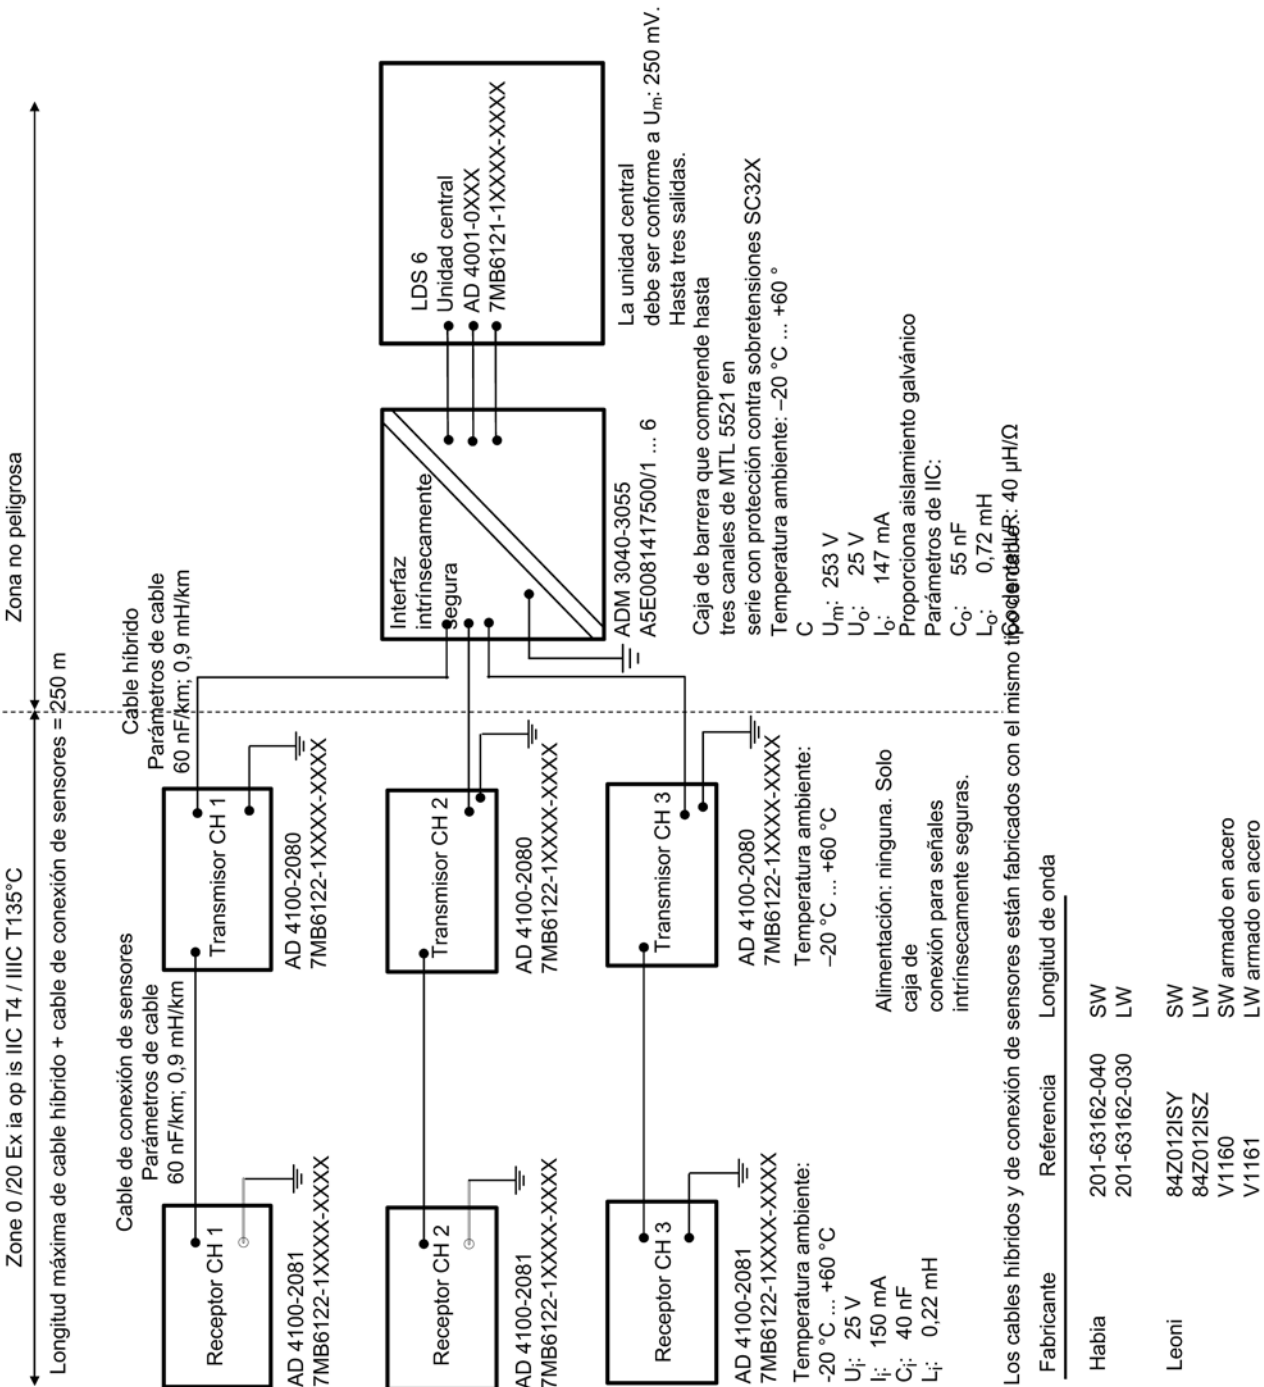 Zone 0 /20 Ex ia op is IIC T4 / IIIC T135°C
Zona no peligrosa
Longitud máxima de cable híbrido + cable de conexión de sensores = 250 m
Cable de conexión de sensores
Parámetros de cable
60 nF/km; 0,9 mH/km
Cable híbrido
Parámetros de cable
60 nF/km; 0,9 mH/km
Receptor CH 1
AD 4100-2081
7MB6122-1XXXX-XXXX
Transmisor CH 1
AD 4100-2080
7MB6122-1XXXX-XXXX
Receptor CH 2
AD 4100-2081
7MB6122-1XXXX-XXXX
Transmisor CH 2
AD 4100-2080
7MB6122-1XXXX-XXXX
Receptor CH 3
AD 4100-2081
7MB6122-1XXXX-XXXX
Temperatura ambiente:
-20 °C ... +60 °C
Ui: 25 V
Ii: 150 mA
Ci: 40 nF
Li: 0,22 mH
Transmisor CH 3
AD 4100-2080
7MB6122-1XXXX-XXXX
Temperatura ambiente:
–20 °C ... +60 °C
Alimentación: ninguna. Solo
caja de
conexión para señales
intrínsecamente seguras.
Interfaz
intrínsecamente
segura
ADM 3040-3055
A5E0081417500/1 ... 6
Caja de barrera que comprende hasta
tres canales de MTL 5521 en
serie con protección contra sobretensiones SC32X
Temperatura ambiente: –20 °C ... +60 °
C
Um: 253 V
Uo: 25 V
Io: 147 mA
Proporciona aislamiento galvánico
Parámetros de IIC:
Co: 55 nF
Lo: 0,72 mH
L/R: 40 µH/Ω
LDS 6
Unidad central
AD 4001-0XXX
7MB6121-1XXXX-XXXX
La unidad central
debe ser conforme a Um: 250 mV.
Hasta tres salidas.
Los cables híbridos y de conexión de sensores están fabricados con el mismo tipo de cable:
Fabricante Referencia Longitud de onda
Habia 201-63162-040 SW
201-63162-030 LW
Leoni 84Z012ISY SW
84Z012ISZ LW
V1160 SW armado en acero
V1161 LW armado en acero